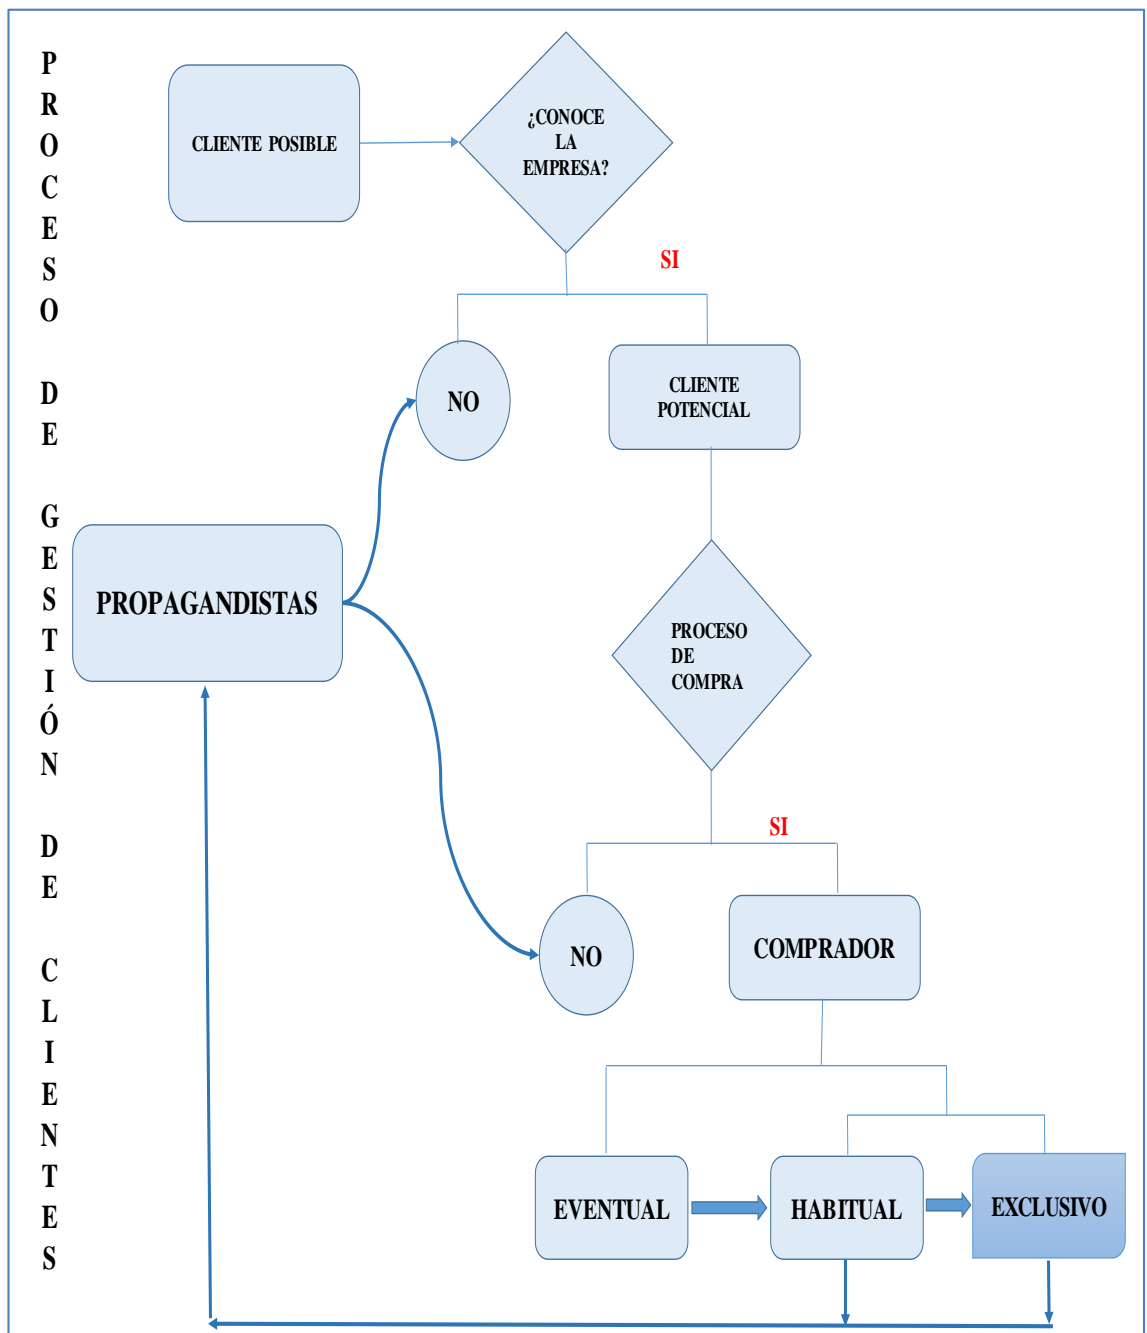 PROCESO DE GESTIÓN DE CLIENTES
CLIENTE POSIBLE
¿CONOCE
LA
EMPRESA?
SI
NO
CLIENTE
POTENCIAL
PROPAGANDISTAS
PROCESO
DE
COMPRA
SI
NO
COMPRADOR
EVENTUAL
HABITUAL
EXCLUSIVO